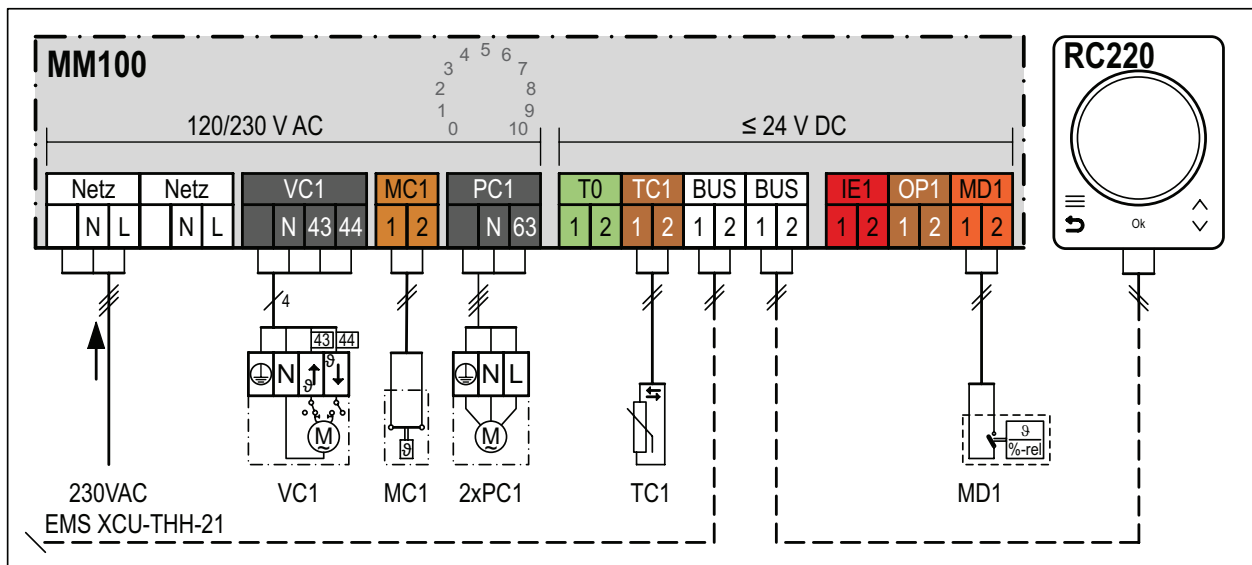 MM100
RC220
0 1 2 3 4 5 6 7 8 9 10
120/230 V AC
≤ 24 V DC
Netz Netz VC1 MC1 PC1 T0 TC1 BUS BUS IE1 OP1 MD1
N L N L N 43 44 1 2 N 63 1 2 1 2 1 2 1 2 1 2 1 2 1 2
Ok
4
43 44
N ϑ ϑ
N L
M
ϑ
M
ϑ
%-rel
230VAC VC1 MC1 2xPC1 TC1 MD1
EMS XCU-THH-21